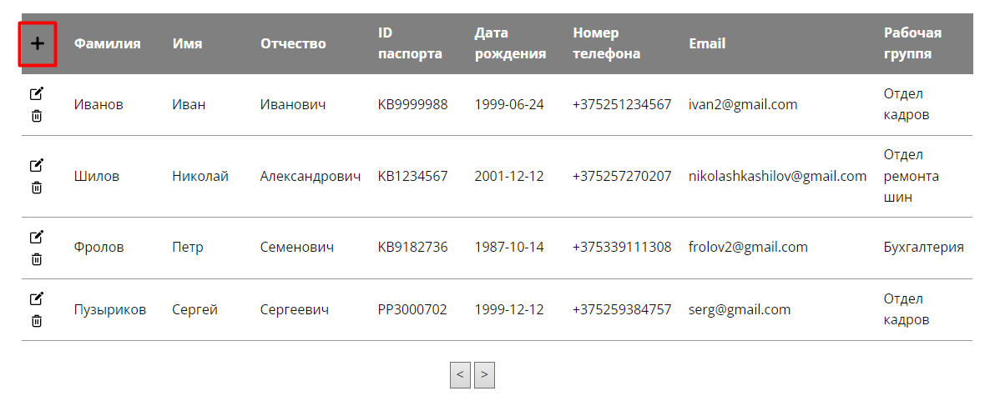 + Фамилия Имя Отчество ID паспорта Дата рождения Номер телефона Email Рабочая группа
Иванов Иван Иванович KB9999988 1999-06-24 +375251234567 ivan2@gmail.com Отдел кадров
Шилов Николай Александрович KB1234567 2001-12-12 +375257270207 nikolashkashilov@gmail.com Отдел ремонта шин
Фролов Петр Семенович KB9182736 1987-10-14 +375339111308 frolov2@gmail.com Бухгалтерия
Пузыриков Сергей Сергеевич PP3000702 1999-12-12 +375259384757 serg@gmail.com Отдел кадров
< >